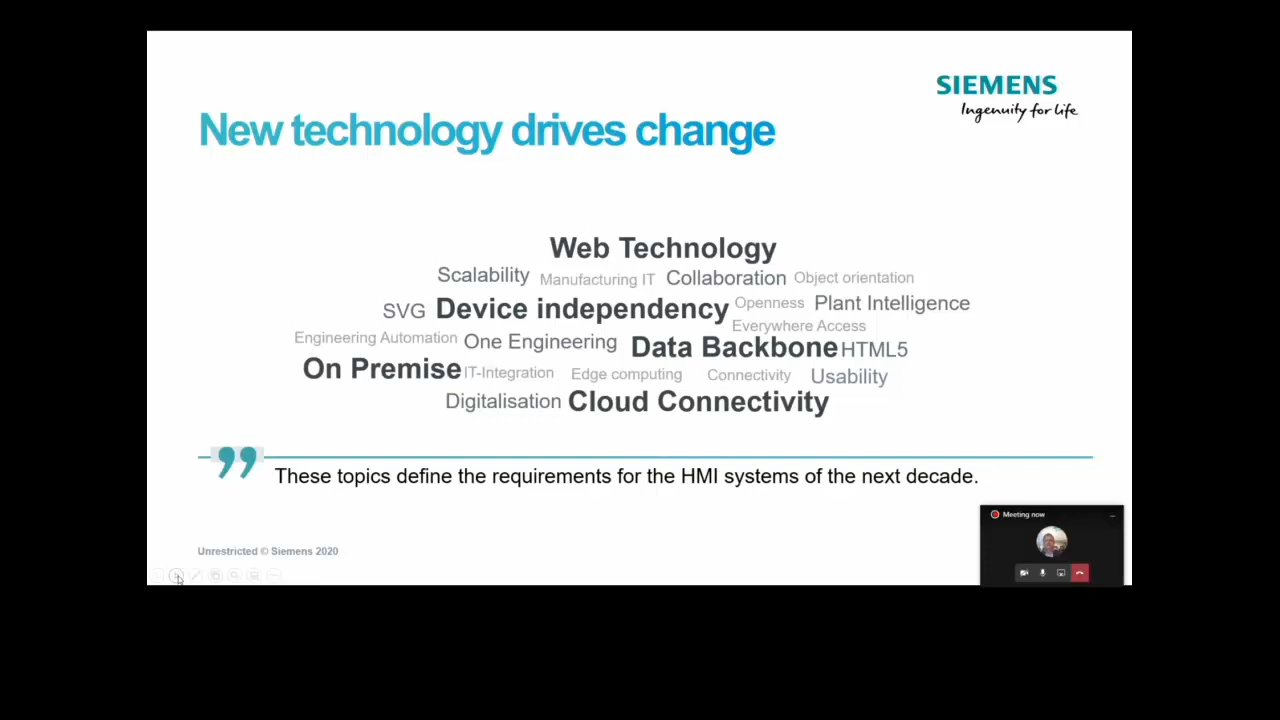 SIEMENS
Ingenuity for life
New technology drives change
Web Technology
Scalability Manufacturing IT Collaboration Object orientation
SVG Device independency Openness Plant Intelligence
Everywhere Access
Engineering Automation One Engineering Data Backbone HTML5
On Premise IT-Integration Edge computing Connectivity Usability
Digitalisation Cloud Connectivity
” These topics define the requirements for the HMI systems of the next decade.
Meeting now
Unrestricted © Siemens 2020